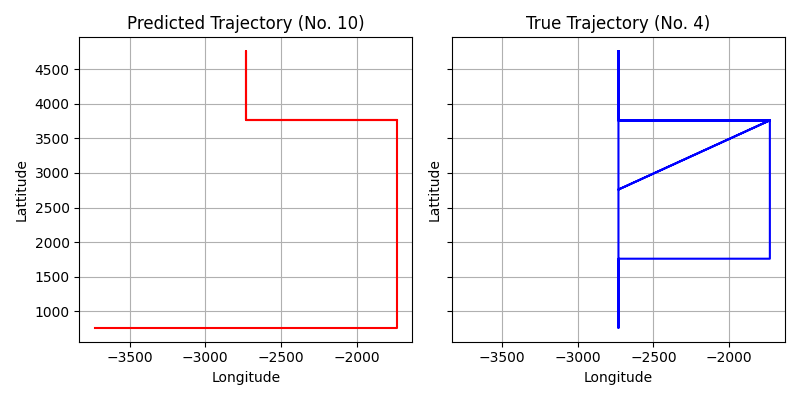 Predicted Trajectory (No. 10)
True Trajectory (No. 4)
4500
4000
3500
3000
2500
2000
1500
1000
Lattitude
Lattitude
−3500 −3000 −2500 −2000
−3500 −3000 −2500 −2000
Longitude
Longitude